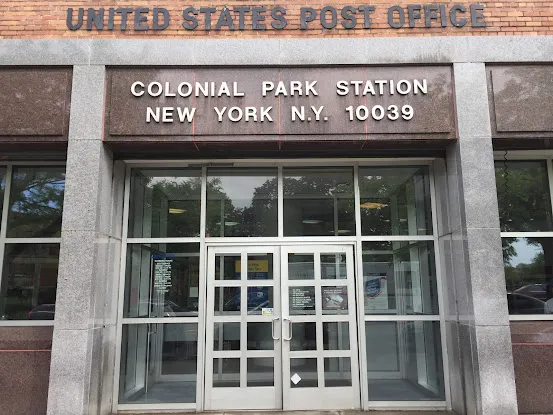 UNITED STATES POST OFFICE
COLONIAL PARK STATION
NEW YORK N.Y. 10039